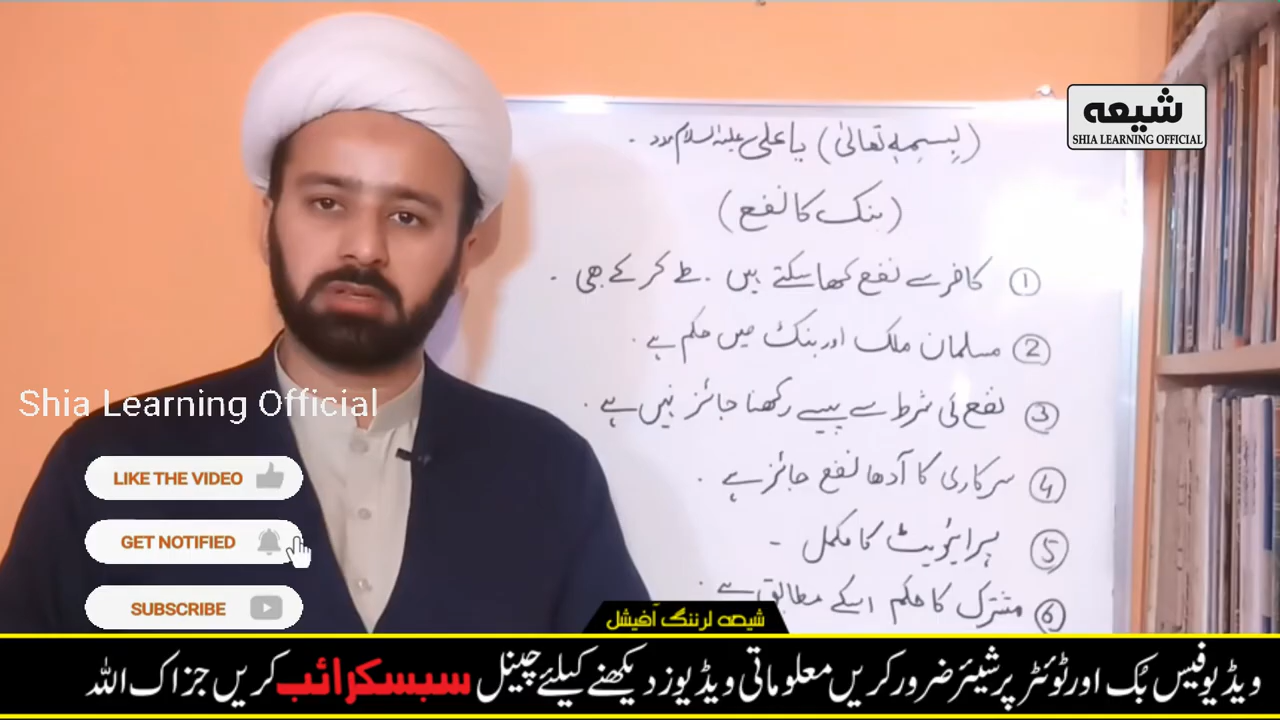 شیعه
SHIA LEARNING OFFICIAL
(بِسمِہِ تعالیٰ) یا علی علیہ السلام مدد -
(بنک کا نفع)
① کافر سے نفع کھا سکتے ہیں - طے کر کے بھی -
② مسلمان ملک اور بنک میں حکم ہے -
③ نفع کی شرط سے پیسے رکھنا جائز نہیں ہے -
④ سرکاری کا آدھا نفع جائز ہے -
⑤ پرائیویٹ کا مکمل -
⑥ مشترک کا حکم اسکے مطابق ہے -
Shia Learning Official
LIKE THE VIDEO
GET NOTIFIED
SUBSCRIBE
شیعہ لرننگ آفیشل
ویڈیو فیس بُک اور ٹوئٹر پر شیئر ضرور کریں معلوماتی ویڈیوز دیکھنے کیلئے چینل سبسکرائب کریں جزاک اللہ